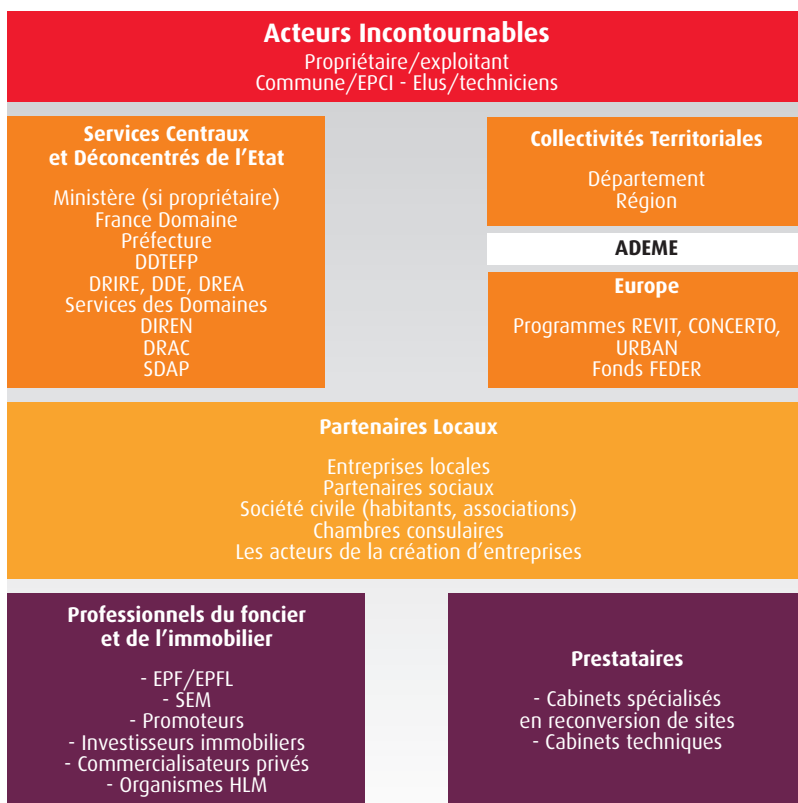 Acteurs Incontournables
Propriétaire/exploitant
Commune/EPCI - Elus/techniciens
Services Centraux
et Déconcentrés de l'Etat
Ministère (si propriétaire)
France Domaine
Préfecture
DDTEFP
DRIRE, DDE, DREA
Services des Domaines
DIREN
DRAC
SDAP
Collectivités Territoriales
Département
Région
ADEME
Europe
Programmes REVIT, CONCERTO,
URBAN
Fonds FEDER
Partenaires Locaux
Entreprises locales
Partenaires sociaux
Société civile (habitants, associations)
Chambres consulaires
Les acteurs de la création d'entreprises
Professionnels du foncier
et de l'immobilier
- EPF/EPFL
- SEM
- Promoteurs
- Investisseurs immobiliers
- Commercialisateurs privés
- Organismes HLM
Prestataires
- Cabinets spécialisés
en reconversion de sites
- Cabinets techniques